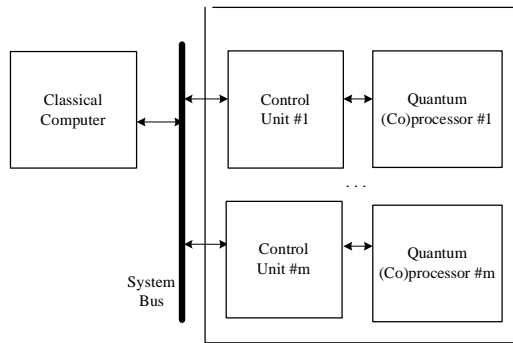 Classical
Computer
Control
Unit #1
Quantum
(Co)processor #1
. . .
Control
Unit #m
Quantum
(Co)processor #m
System
Bus